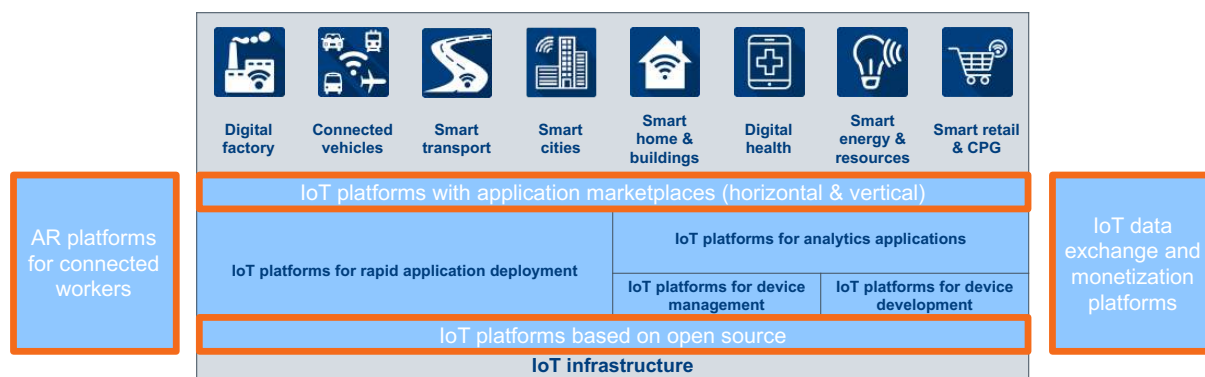 Digital
factory
Connected
vehicles
Smart
transport
Smart
cities
Smart
home &
buildings
Digital
health
Smart
energy &
resources
Smart retail
& CPG
IoT platforms with application marketplaces (horizontal & vertical)
AR platforms
for connected
workers
IoT platforms for rapid application deployment
IoT platforms for analytics applications
IoT platforms for device
management
IoT platforms for device
development
IoT data
exchange and
monetization
platforms
IoT platforms based on open source
IoT infrastructure